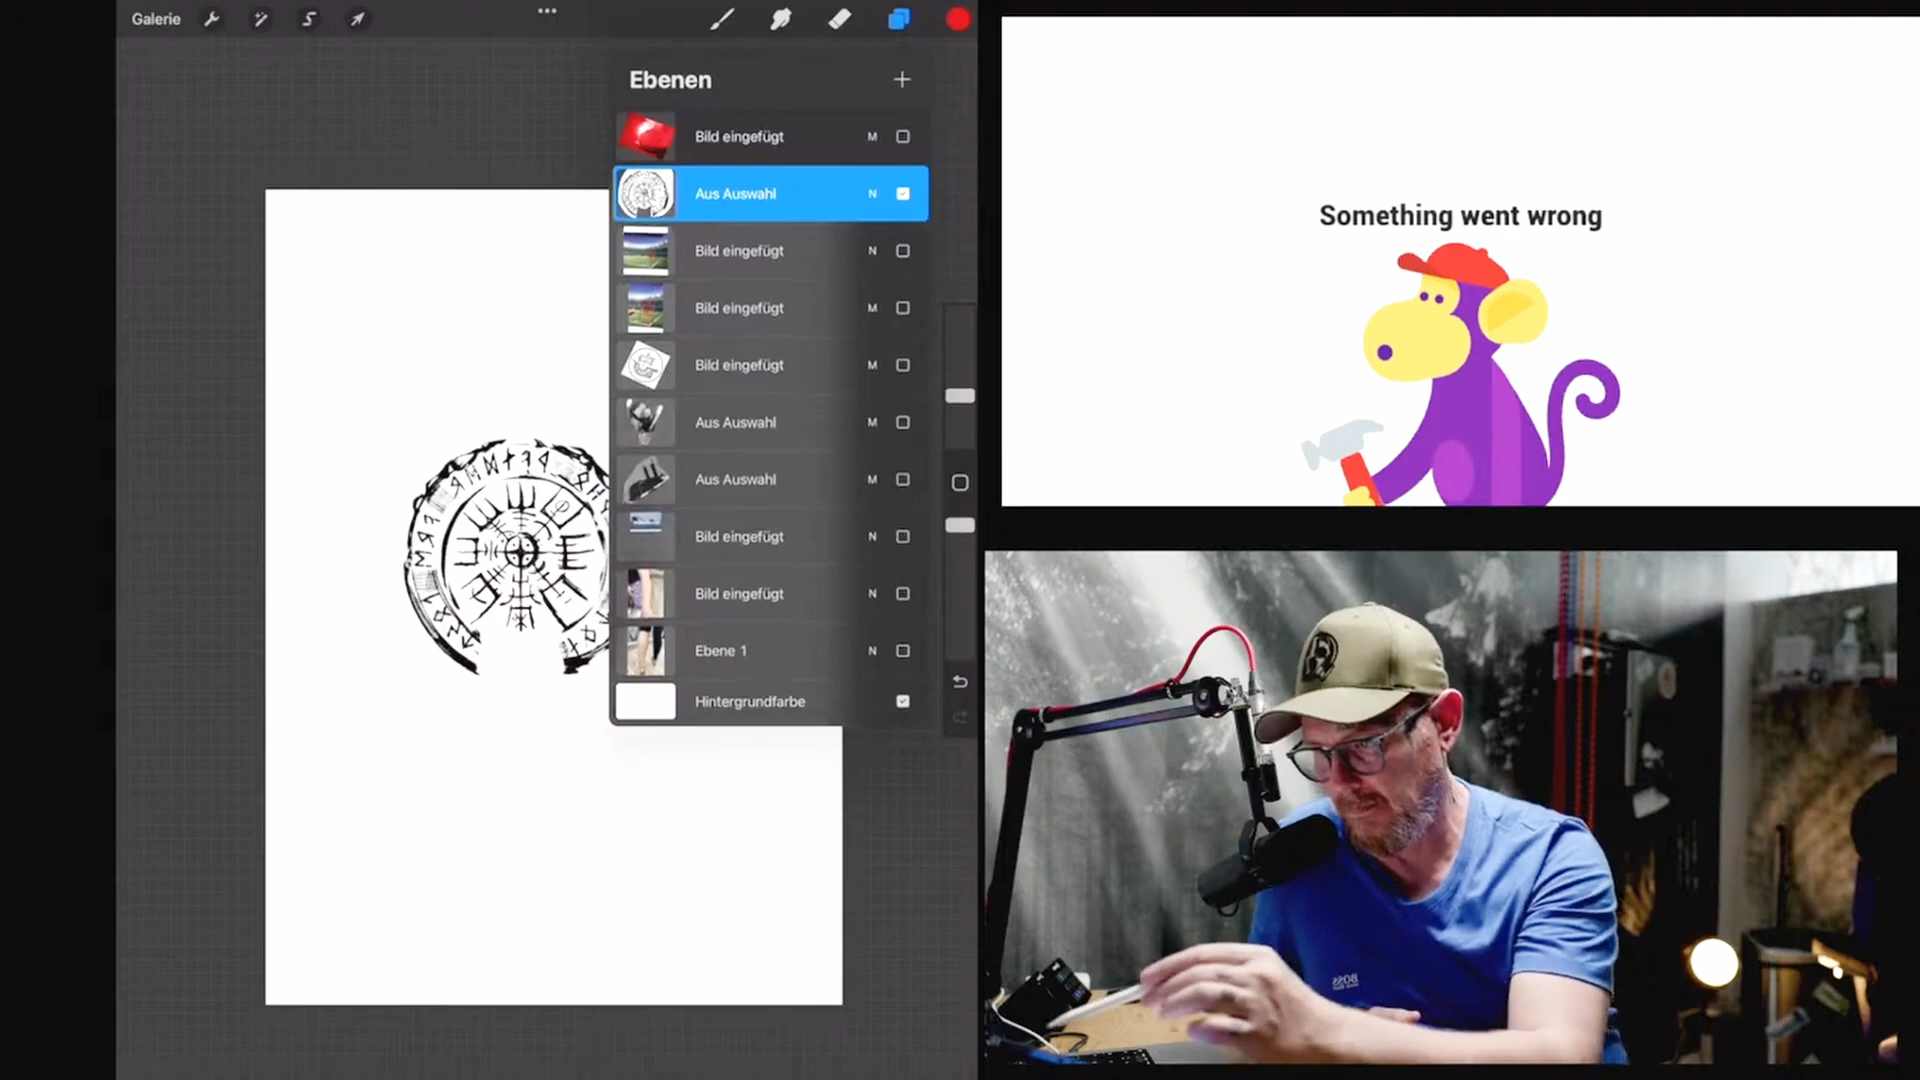 Galerie
Ebenen
Bild eingefügt M
Aus Auswahl N
Bild eingefügt N
Bild eingefügt M
Bild eingefügt M
Aus Auswahl M
Aus Auswahl M
Bild eingefügt N
Bild eingefügt N
Ebene 1 N
Hintergrundfarbe
Something went wrong
BOSS